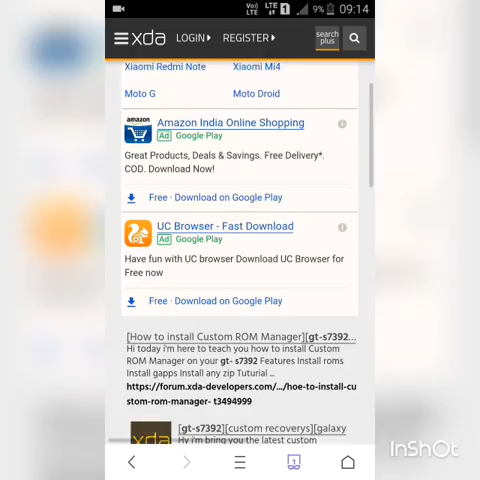 Vo)) LTE LTE 1 9% 09:14
xda LOGIN REGISTER search plus
Xiaomi Redmi Note Xiaomi Mi4
Moto G Moto Droid
amazon
Amazon India Online Shopping
Ad Google Play
Great Products, Deals & Savings. Free Delivery*.
COD. Download Now!
Free · Download on Google Play
UC Browser - Fast Download
Ad Google Play
Have fun with UC browser Download UC Browser for
Free now
Free · Download on Google Play
[How to install Custom ROM Manager][gt-s7392...
Hi today i'm here to teach you how to install Custom
ROM Manager on your gt- s7392 Features Install roms
Install gapps Install any zip Tuturial ...
https://forum.xda-developers.com/.../hoe-to-install-cu
stom-rom-manager- t3494999
xda
[gt-s7392][custom recoverys][galaxy
Hy i'm bring you the latest custom
1
InShOt